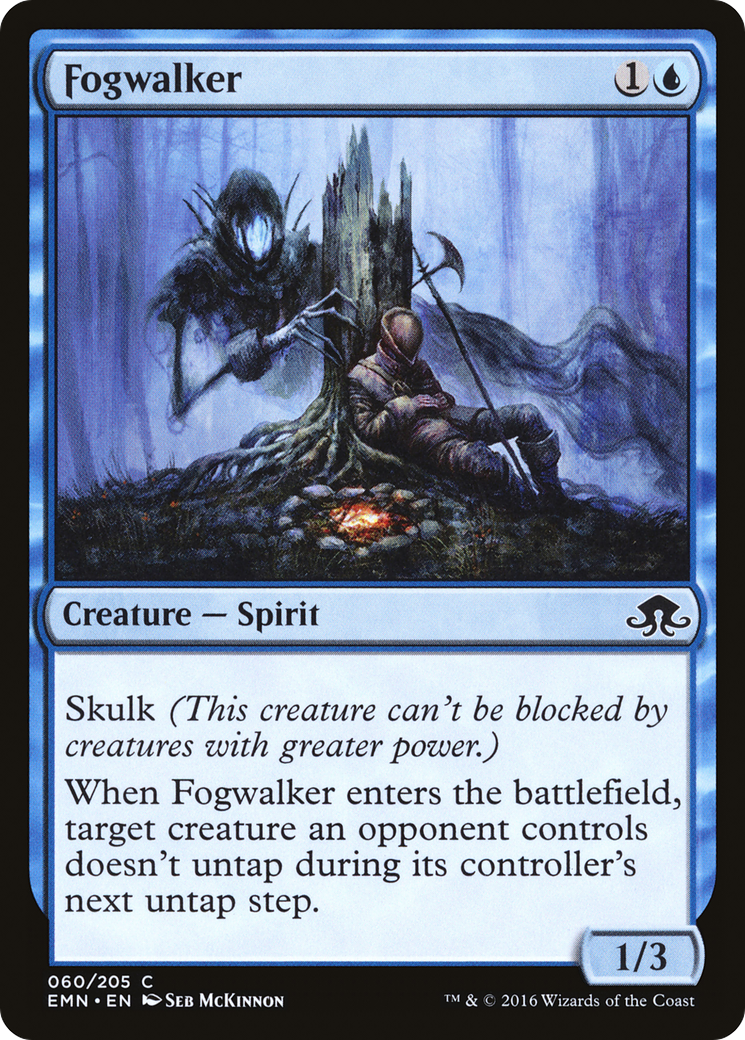 Fogwalker 1
Creature — Spirit
Skulk (This creature can't be blocked by
creatures with greater power.)
When Fogwalker enters the battlefield,
target creature an opponent controls
doesn't untap during its controller's
next untap step.
1/3
060/205 C
EMN • EN Seb McKinnon
™ & © 2016 Wizards of the Coast